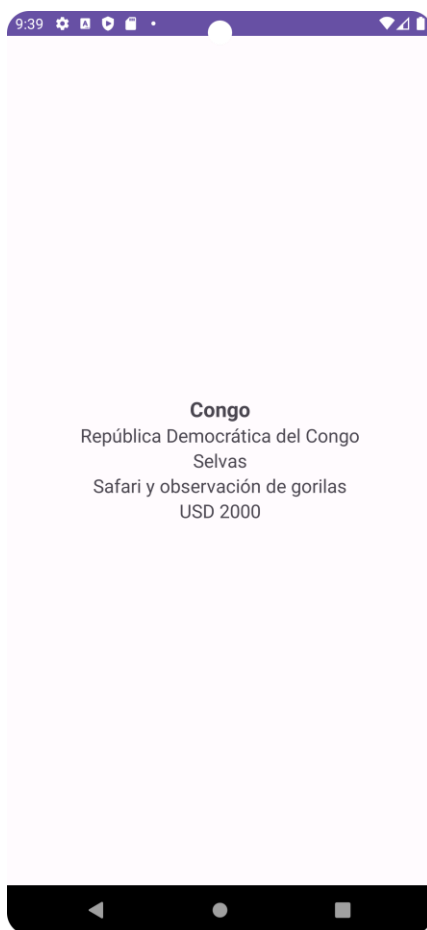 9:39
Congo
República Democrática del Congo
Selvas
Safari y observación de gorilas
USD 2000